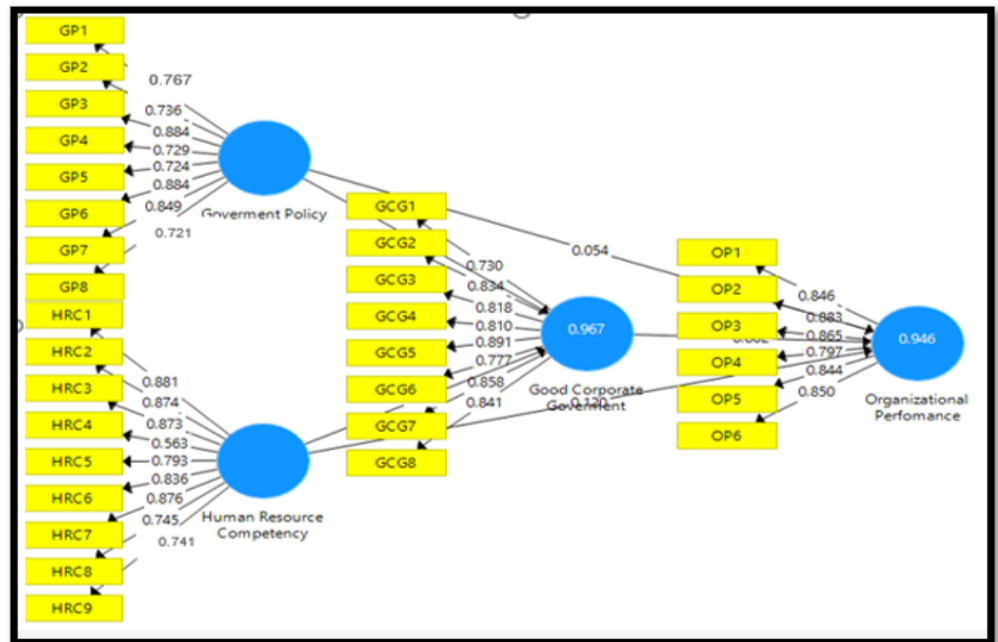 GP1
GP2
GP3
GP4
GP5
GP6
GP7
GP8
0.767
0.736
0.884
0.729
0.724
0.884
0.849
0.721
Goverment Policy
HRC1
HRC2
HRC3
HRC4
HRC5
HRC6
HRC7
HRC8
HRC9
0.881
0.874
0.873
0.563
0.793
0.836
0.876
0.745
0.741
Human Resource
Competency
GCG1
GCG2
GCG3
GCG4
GCG5
GCG6
GCG7
GCG8
0.730
0.834
0.818
0.810
0.891
0.777
0.858
0.841
0.967
Good Corporate
Goverment
0.054
0.120
OP1
OP2
OP3
OP4
OP5
OP6
0.846
0.883
0.865
0.797
0.844
0.850
0.946
Organizational
Perfomance